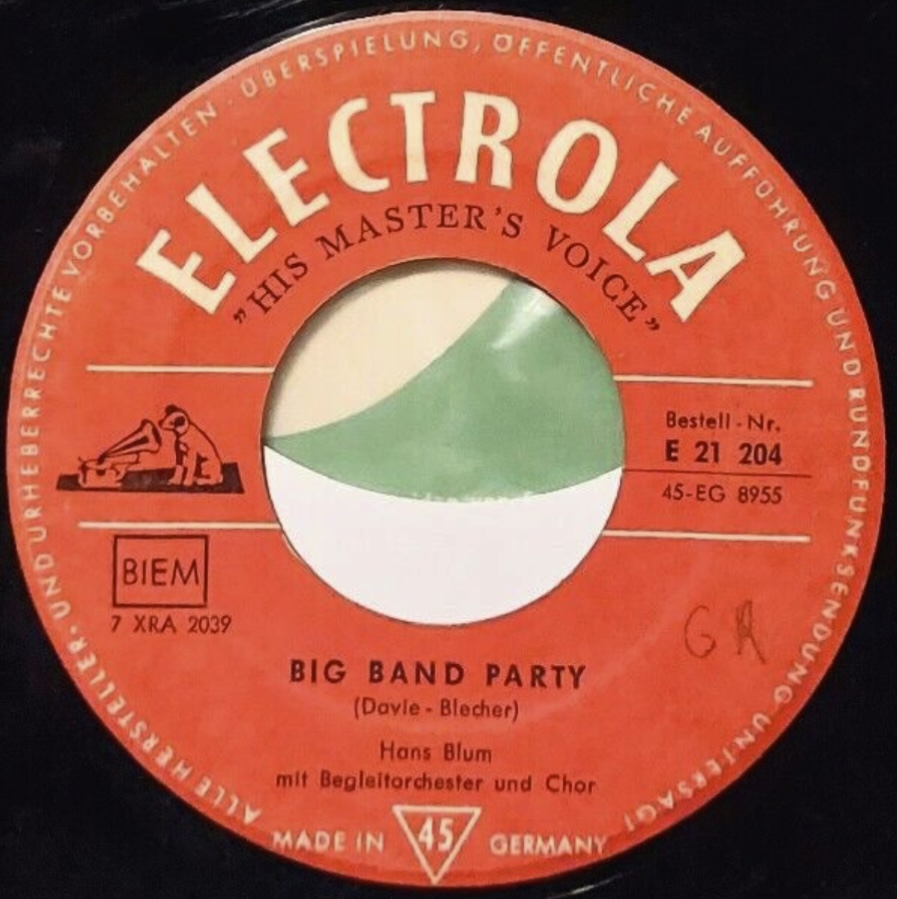 ALLE HERSTELLER- UND URHEBERRECHTE VORBEHALTEN · ÜBERSPIELUNG, ÖFFENTLICHE AUFFÜHRUNG UND RUNDFUNKSENDUNG UNTERSAGT
ELECTROLA
„HIS MASTER'S VOICE”
Bestell-Nr.
E 21 204
45-EG 8955
BIEM
7 XRA 2039
GR
BIG BAND PARTY
(Davie - Blecher)
Hans Blum
mit Begleitorchester und Chor
MADE IN 45 GERMANY